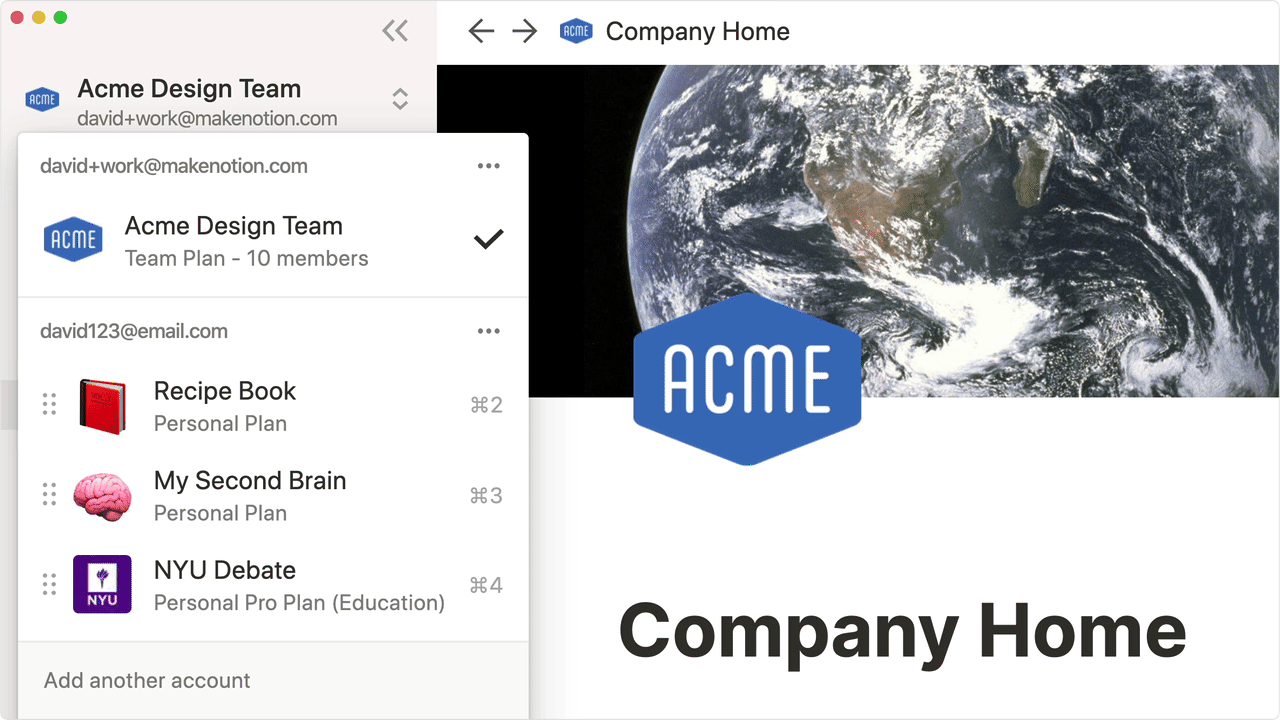 ACME Company Home
ACME Acme Design Team
david+work@makenotion.com
david+work@makenotion.com
ACME Acme Design Team
Team Plan - 10 members
david123@email.com
Recipe Book ⌘2
Personal Plan
My Second Brain ⌘3
Personal Plan
NYU Debate ⌘4
NYU Personal Pro Plan (Education)
Add another account
ACME
Company Home